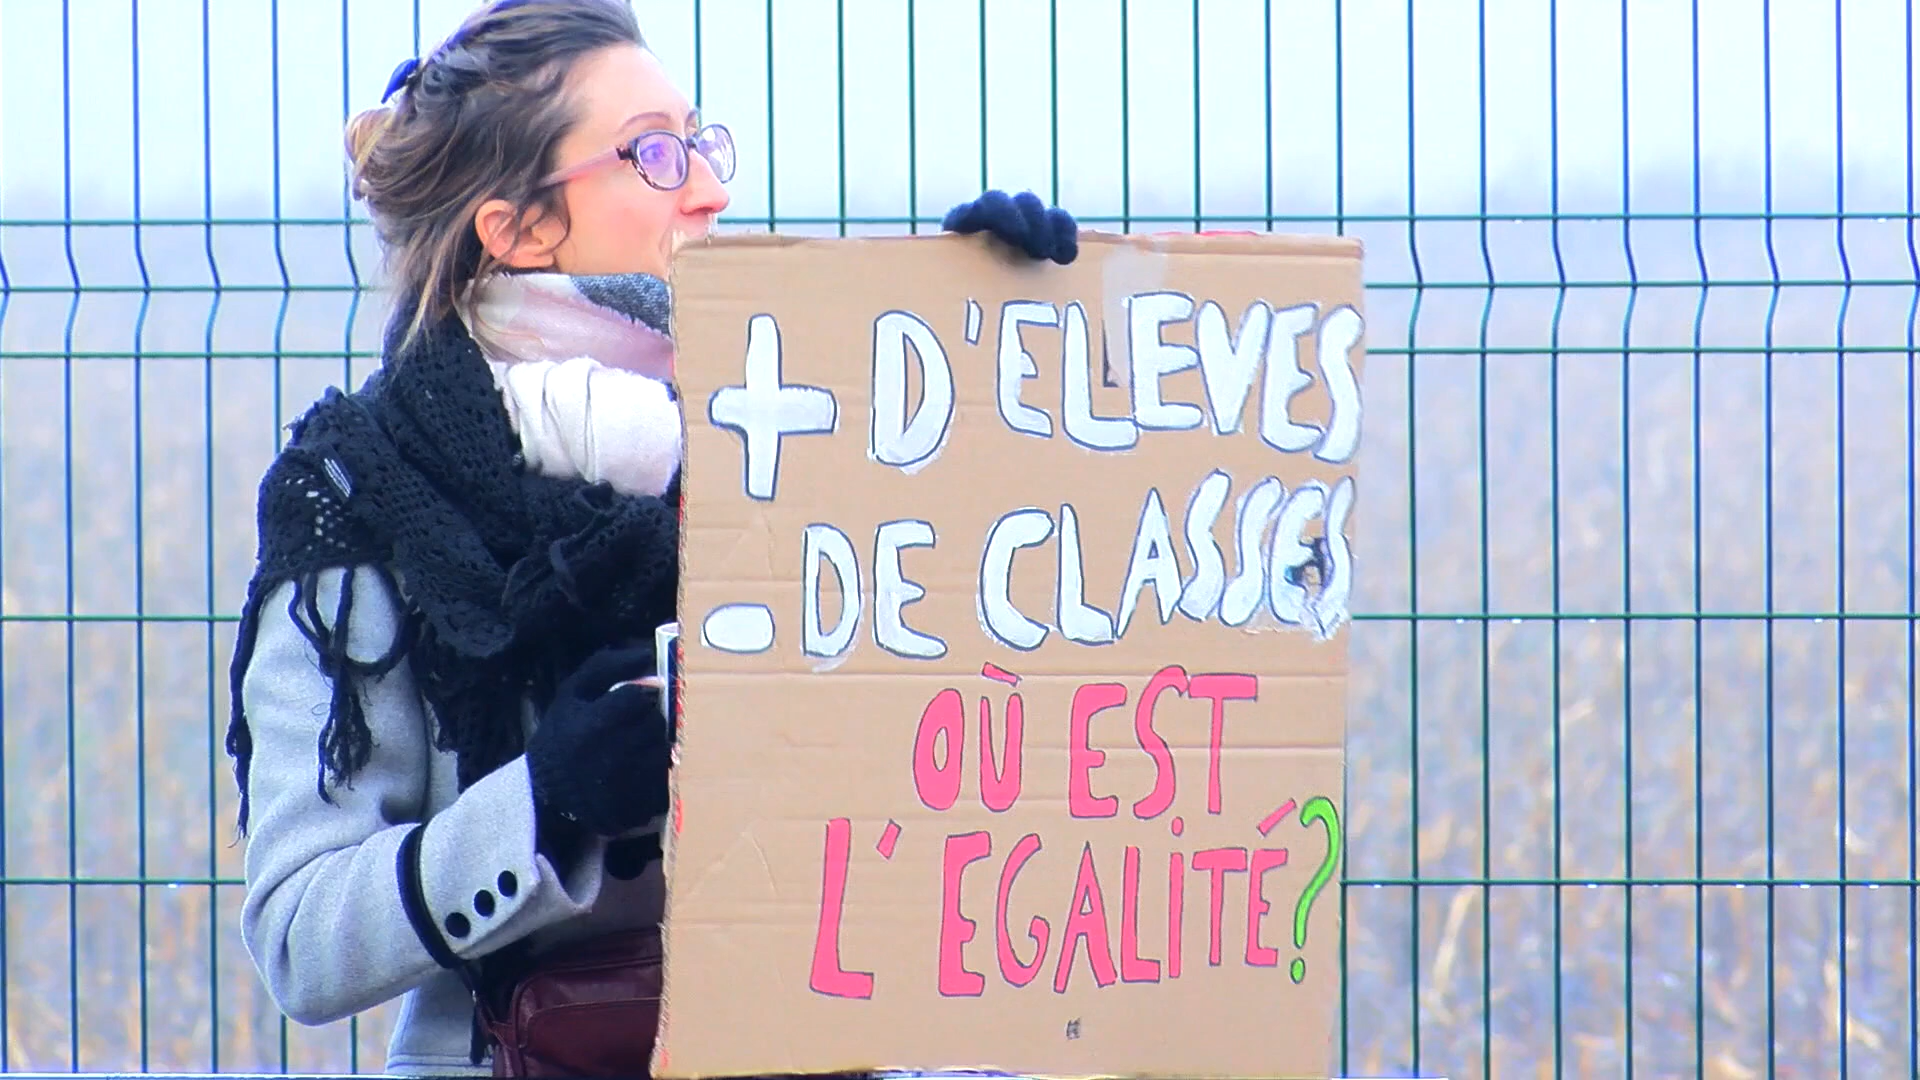 + D'ELEVES
- DE CLASSES
OÙ EST
L'EGALiTÉ?